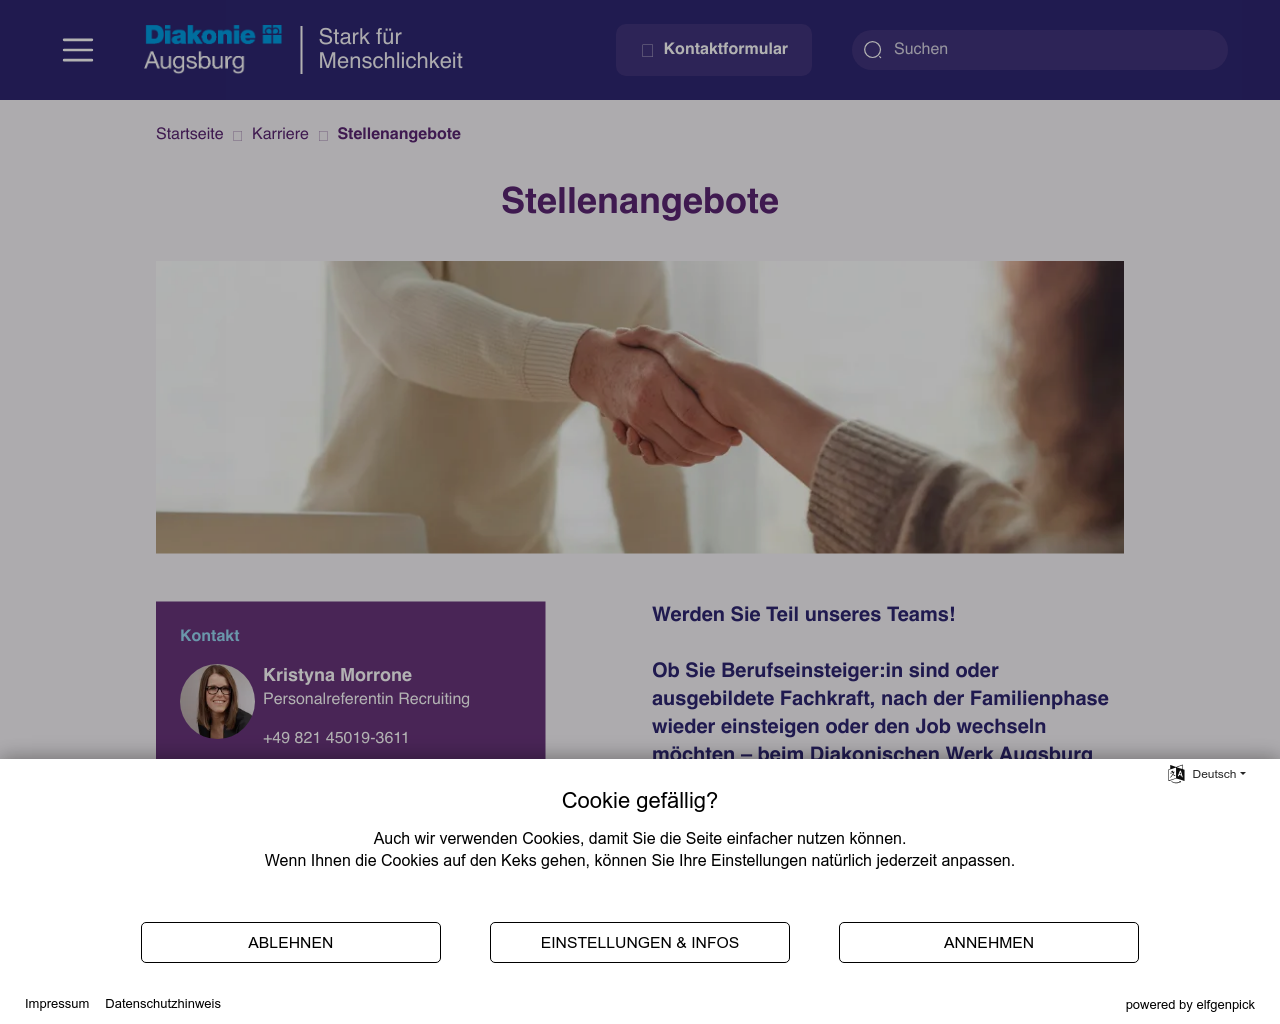 Diakonie
Augsburg
Stark für
Menschlichkeit
Kontaktformular
Suchen
Startseite Karriere Stellenangebote
Stellenangebote
Kontakt
Kristyna Morrone
Personalreferentin Recruiting
+49 821 45019-3611
Werden Sie Teil unseres Teams!
Ob Sie Berufseinsteiger:in sind oder
ausgebildete Fachkraft, nach der Familienphase
wieder einsteigen oder den Job wechseln
möchten – beim Diakonischen Werk Augsburg
Deutsch
Cookie gefällig?
Auch wir verwenden Cookies, damit Sie die Seite einfacher nutzen können.
Wenn Ihnen die Cookies auf den Keks gehen, können Sie Ihre Einstellungen natürlich jederzeit anpassen.
ABLEHNEN
EINSTELLUNGEN & INFOS
ANNEHMEN
Impressum Datenschutzhinweis
powered by elfgenpick